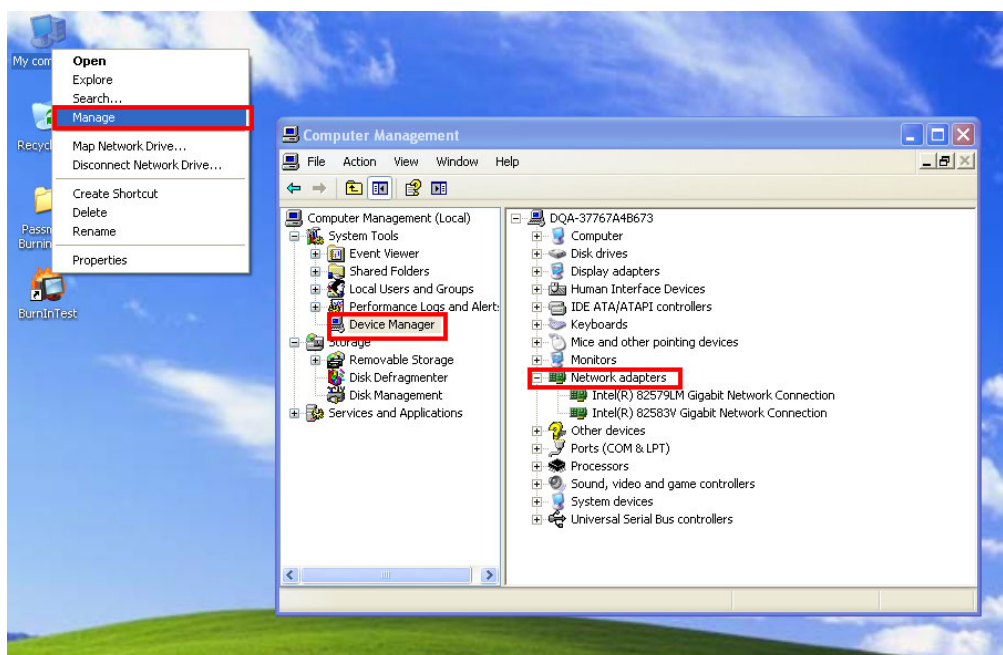 My com
Open
Explore
Search...
Manage
Map Network Drive...
Disconnect Network Drive...
Create Shortcut
Delete
Rename
Properties
Recycl
Passm
Burnin
BurnInTest
Computer Management
File Action View Window Help
Computer Management (Local)
System Tools
Event Viewer
Shared Folders
Local Users and Groups
Performance Logs and Alert
Device Manager
Storage
Removable Storage
Disk Defragmenter
Disk Management
Services and Applications
DQA-37767A4B673
Computer
Disk drives
Display adapters
Human Interface Devices
IDE ATA/ATAPI controllers
Keyboards
Mice and other pointing devices
Monitors
Network adapters
Intel(R) 82579LM Gigabit Network Connection
Intel(R) 82583V Gigabit Network Connection
Other devices
Ports (COM & LPT)
Processors
Sound, video and game controllers
System devices
Universal Serial Bus controllers